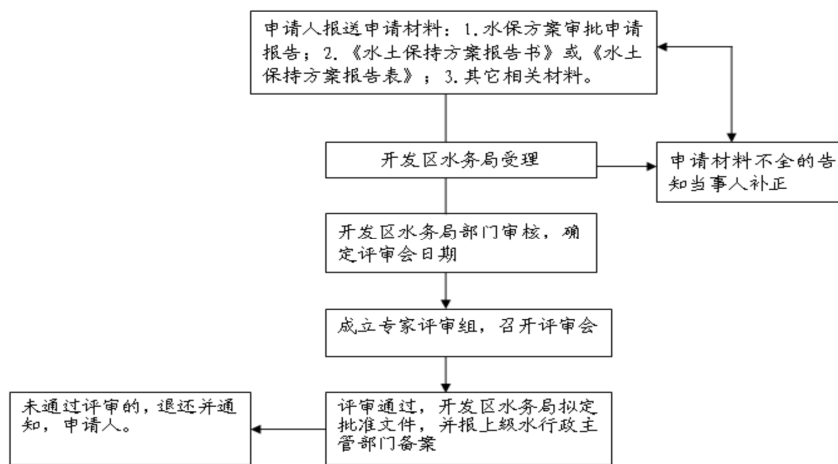 申请人报送申请材料：1.水保方案审批申请
报告；2.《水土保持方案报告书》或《水土
保持方案报告表》；3.其它相关材料。
开发区水务局受理
申请材料不全的告
知当事人补正
开发区水务局部门审核，确
定评审会日期
成立专家评审组，召开评审会
未通过评审的，退还并通
知，申请人。
评审通过，开发区水务局拟定
批准文件，并报上级水行政主
管部门备案